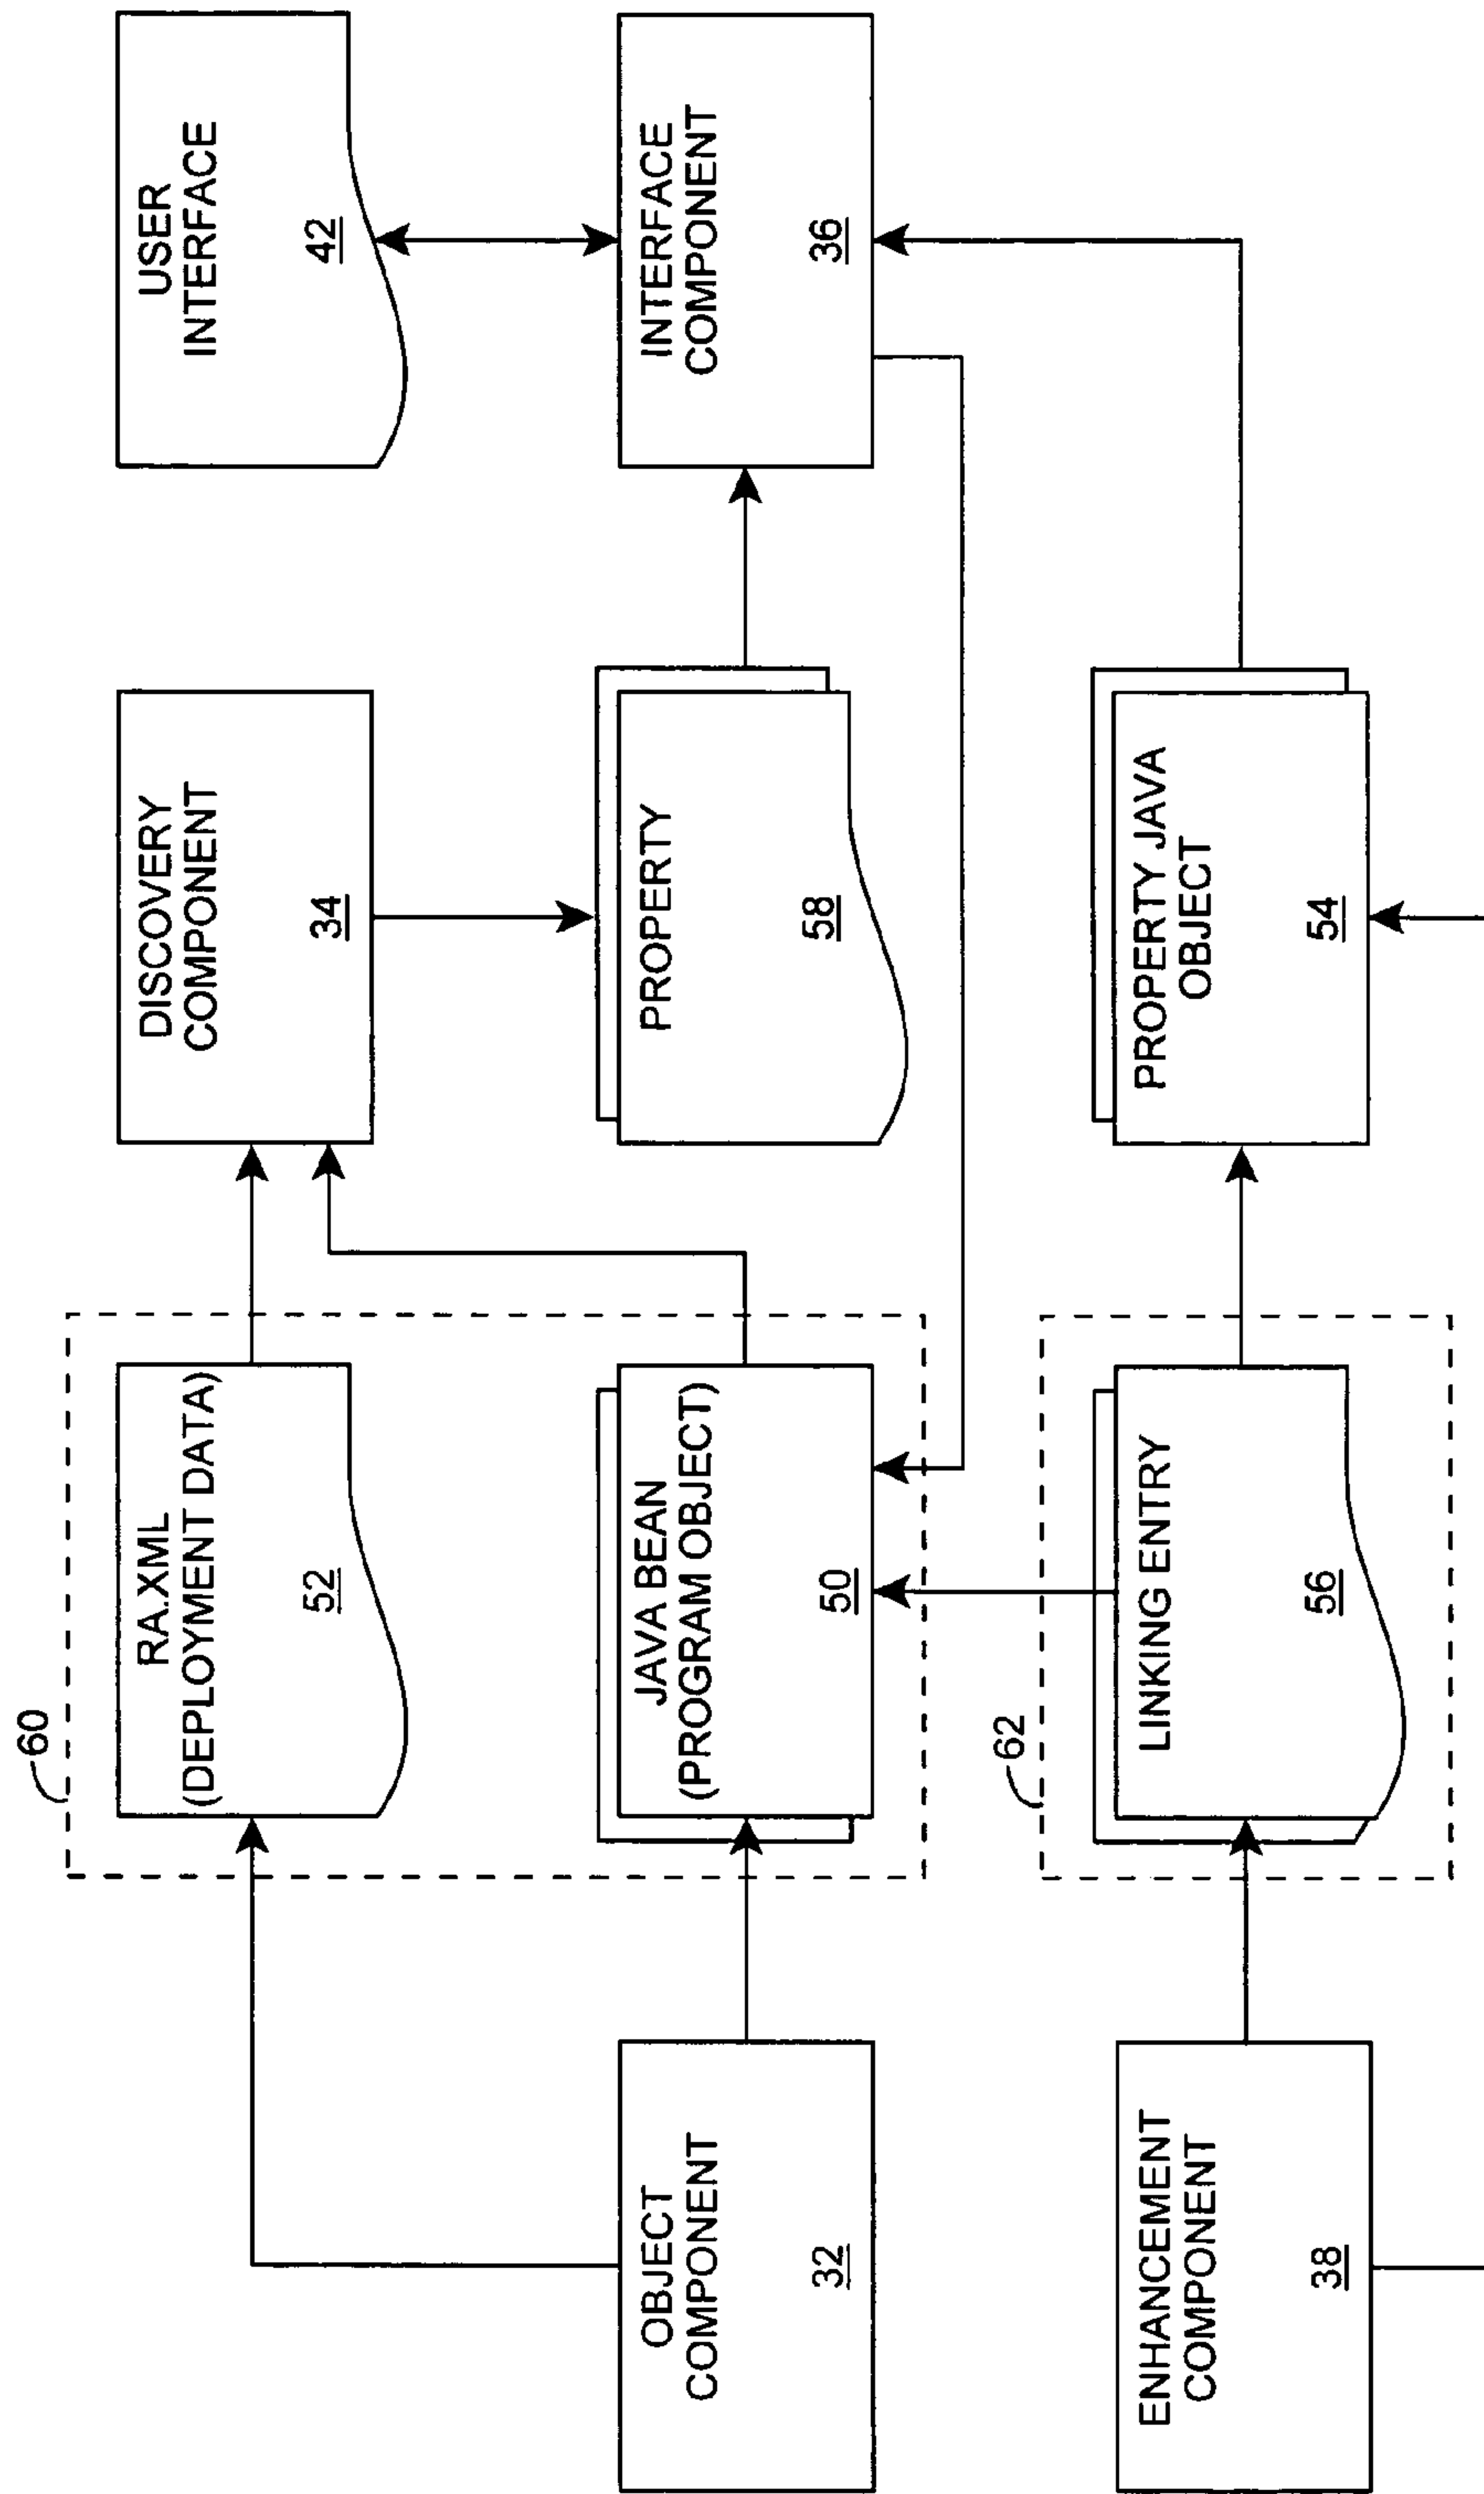 60
RA.XML
(DEPLOYMENT DATA)
52
DISCOVERY
COMPONENT
34
USER
INTERFACE
42
OBJECT
COMPONENT
32
JAVA BEAN
(PROGRAM OBJECT)
50
PROPERTY
58
INTERFACE
COMPONENT
36
62
ENHANCEMENT
COMPONENT
38
LINKING ENTRY
56
PROPERTY JAVA
OBJECT
54